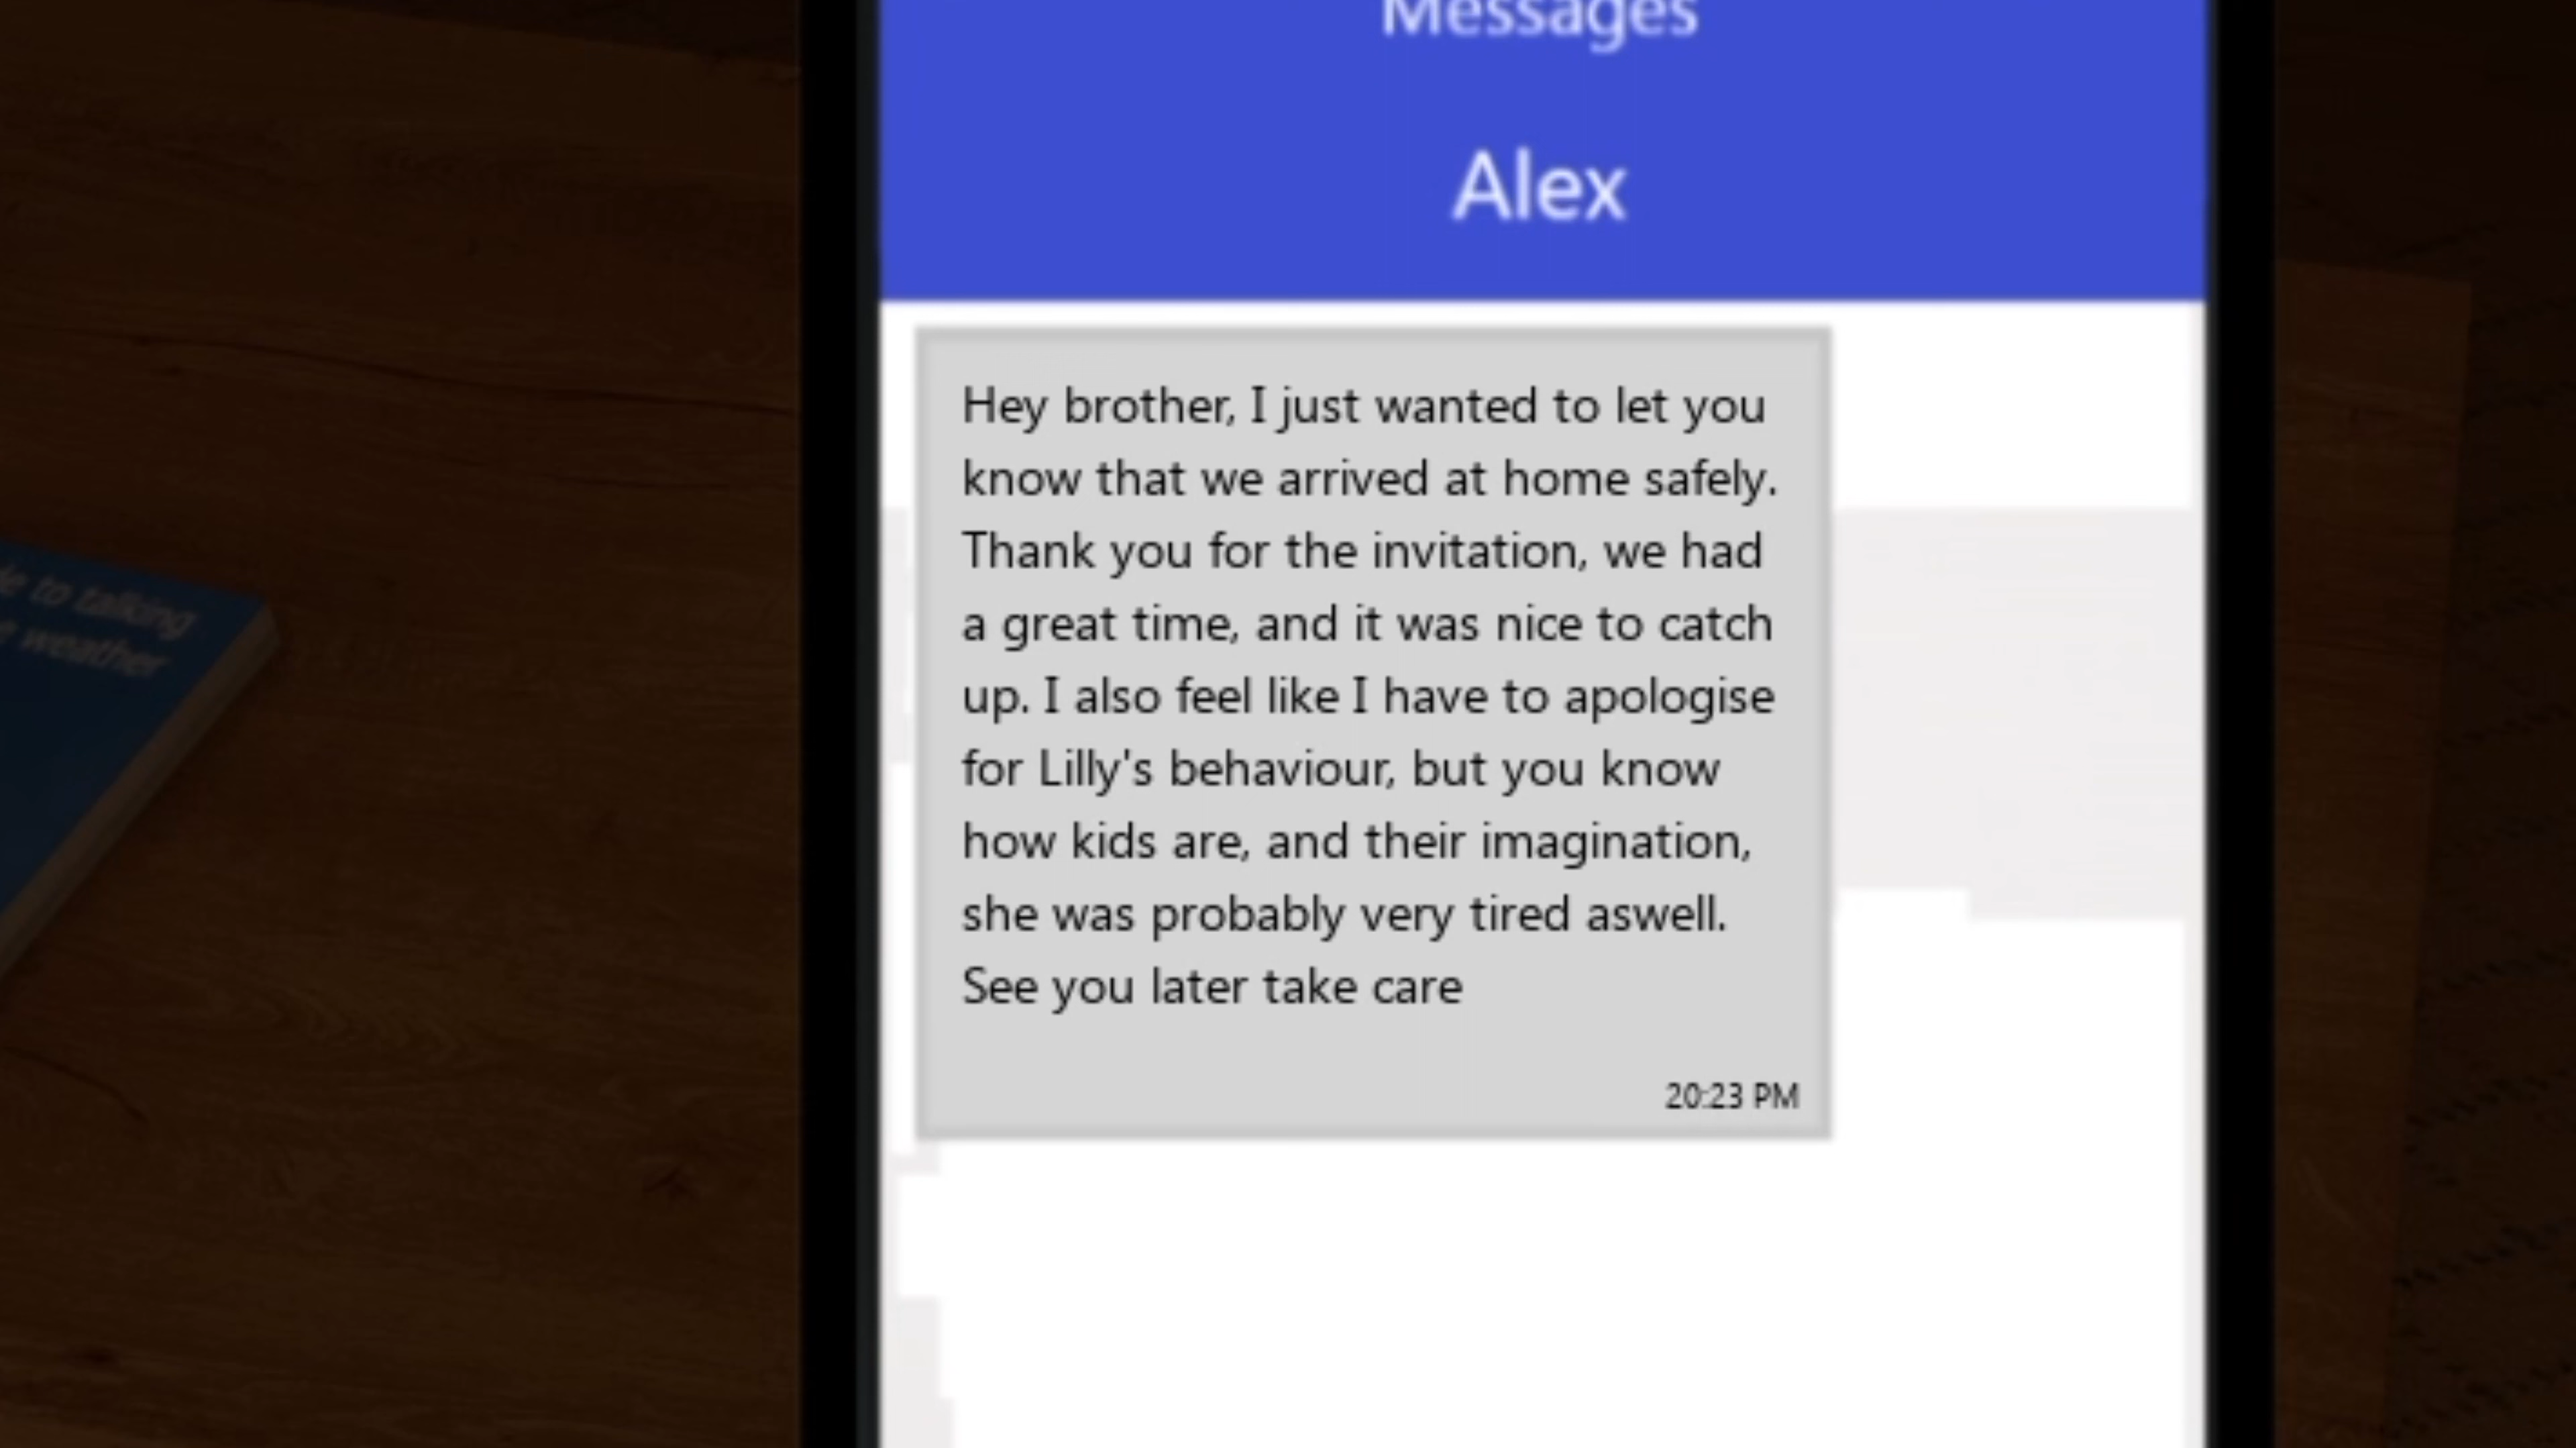 Messages
Alex
Hey brother, I just wanted to let you
know that we arrived at home safely.
Thank you for the invitation, we had
a great time, and it was nice to catch
up. I also feel like I have to apologise
for Lilly's behaviour, but you know
how kids are, and their imagination,
she was probably very tired aswell.
See you later take care
20:23 PM
to talking
weather